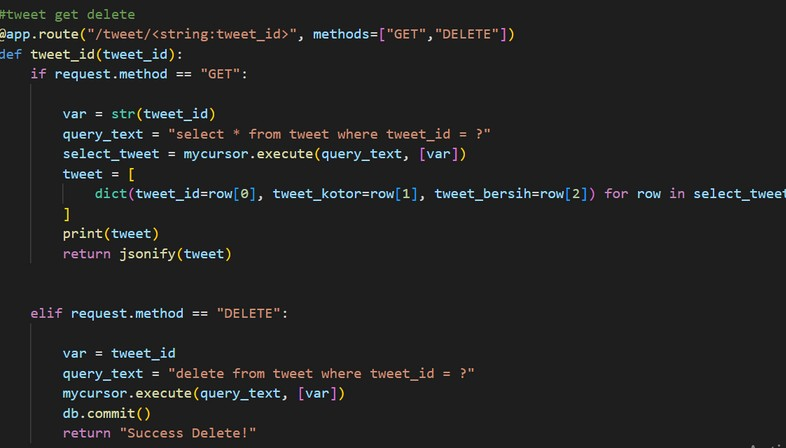 #tweet get delete
@app.route("/tweet/<string:tweet_id>", methods=["GET","DELETE"])
def tweet_id(tweet_id):
    if request.method == "GET":
        var = str(tweet_id)
        query_text = "select * from tweet where tweet_id = ?"
        select_tweet = mycursor.execute(query_text, [var])
        tweet = [
            dict(tweet_id=row[0], tweet_kotor=row[1], tweet_bersih=row[2]) for row in select_tweet
        ]
        print(tweet)
        return jsonify(tweet)
    elif request.method == "DELETE":
        var = tweet_id
        query_text = "delete from tweet where tweet_id = ?"
        mycursor.execute(query_text, [var])
        db.commit()
        return "Success Delete!"